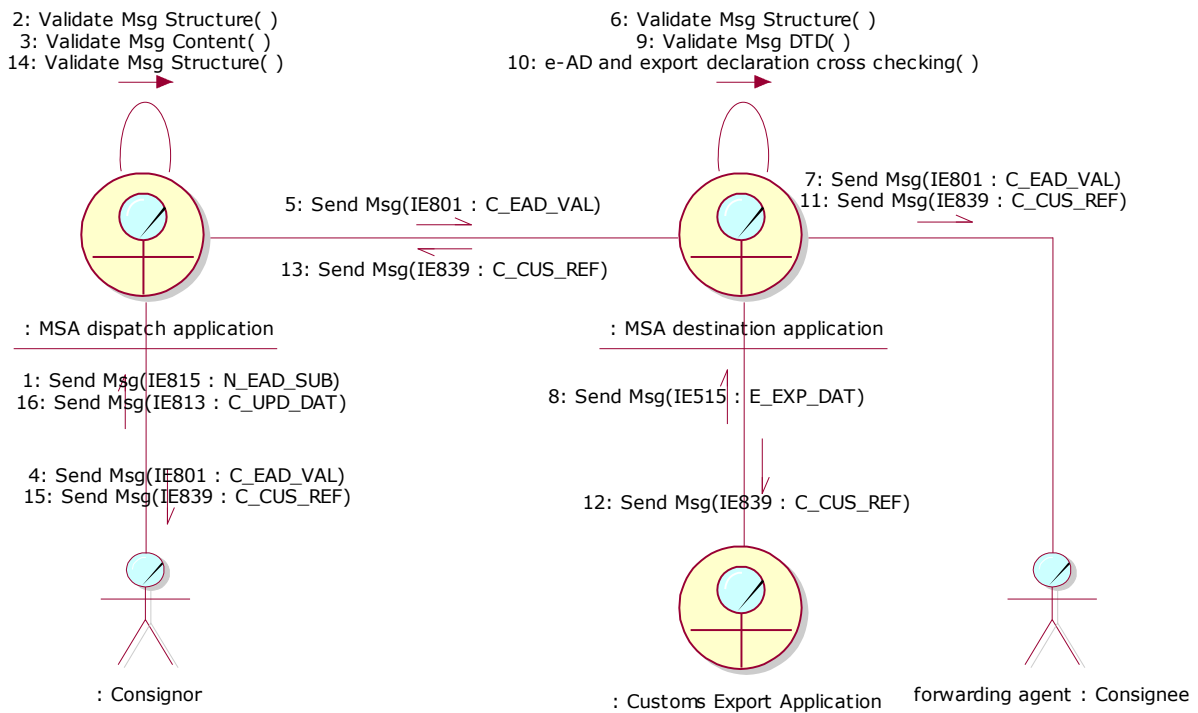 2: Validate Msg Structure( )
3: Validate Msg Content( )
14: Validate Msg Structure( )
6: Validate Msg Structure( )
9: Validate Msg DTD( )
10: e-AD and export declaration cross checking( )
5: Send Msg(IE801 : C_EAD_VAL)
13: Send Msg(IE839 : C_CUS_REF)
7: Send Msg(IE801 : C_EAD_VAL)
11: Send Msg(IE839 : C_CUS_REF)
: MSA dispatch application
: MSA destination application
1: Send Msg(IE815 : N_EAD_SUB)
16: Send Msg(IE813 : C_UPD_DAT)
8: Send Msg(IE515 : E_EXP_DAT)
4: Send Msg(IE801 : C_EAD_VAL)
15: Send Msg(IE839 : C_CUS_REF)
12: Send Msg(IE839 : C_CUS_REF)
: Consignor
: Customs Export Application
forwarding agent : Consignee